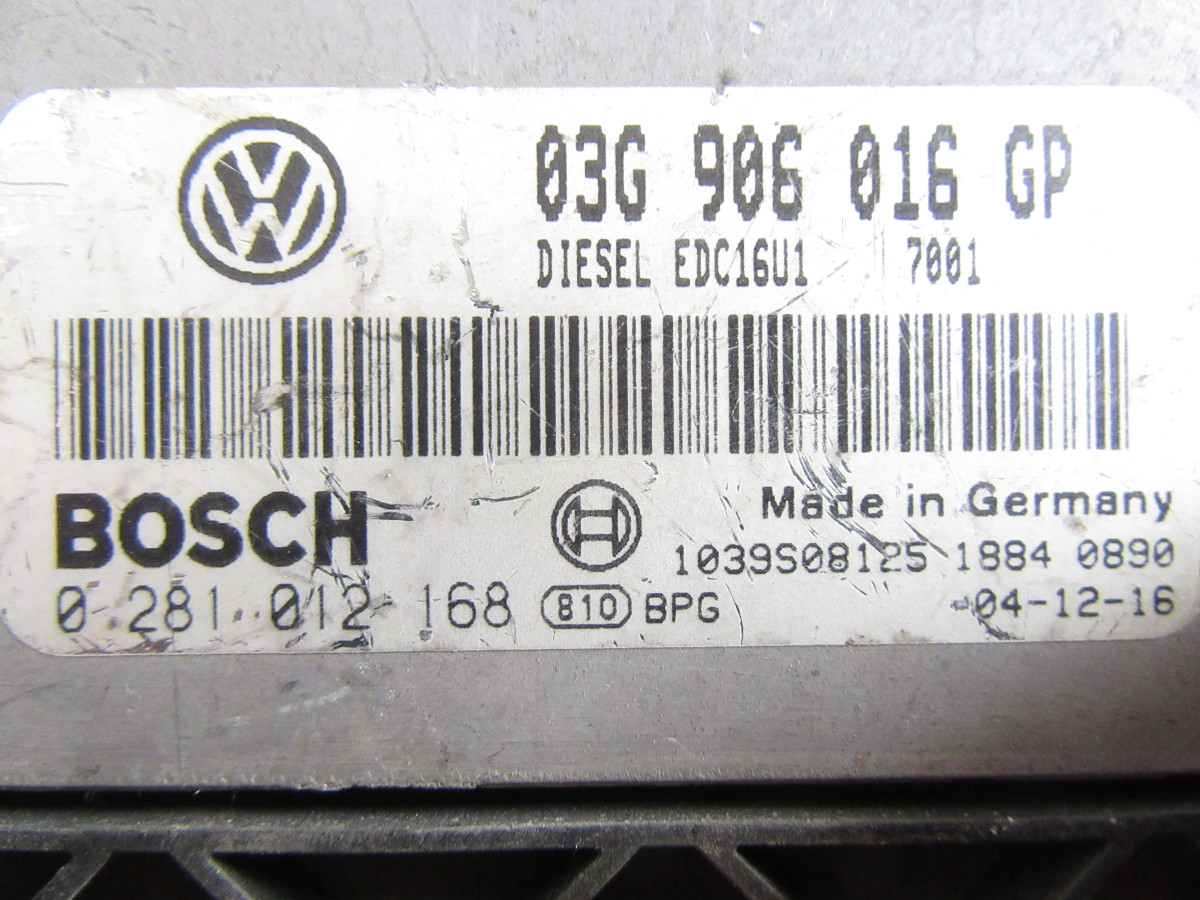 03G 906 016 GP
DIESEL EDC16U1 7001
BOSCH
Made in Germany
1039S08125 1884 0890
0 281 012 168 810 BPG 04-12-16